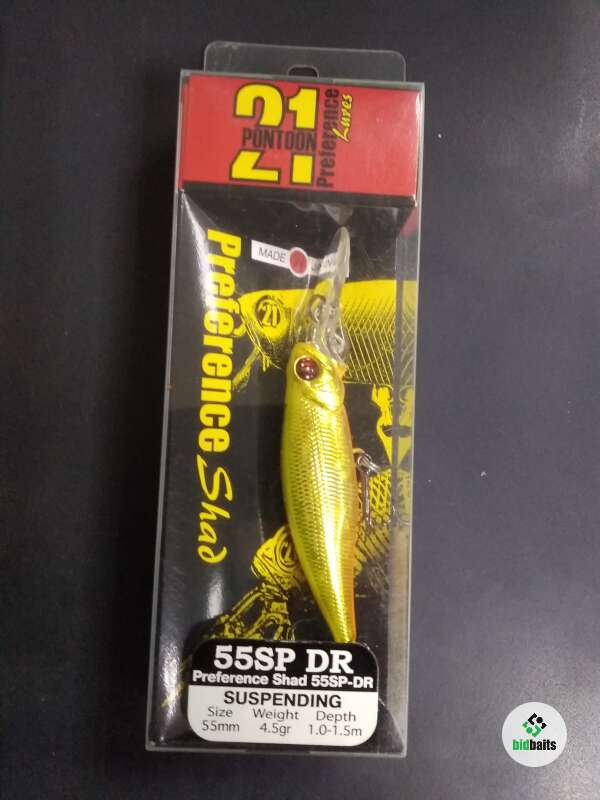 21
PONTOON
Preference
Lures
MADE
Preference
Shad
21
55SP DR
Preference Shad 55SP-DR
SUSPENDING
Size Weight Depth
55mm 4.5gr 1.0-1.5m
bidbaits